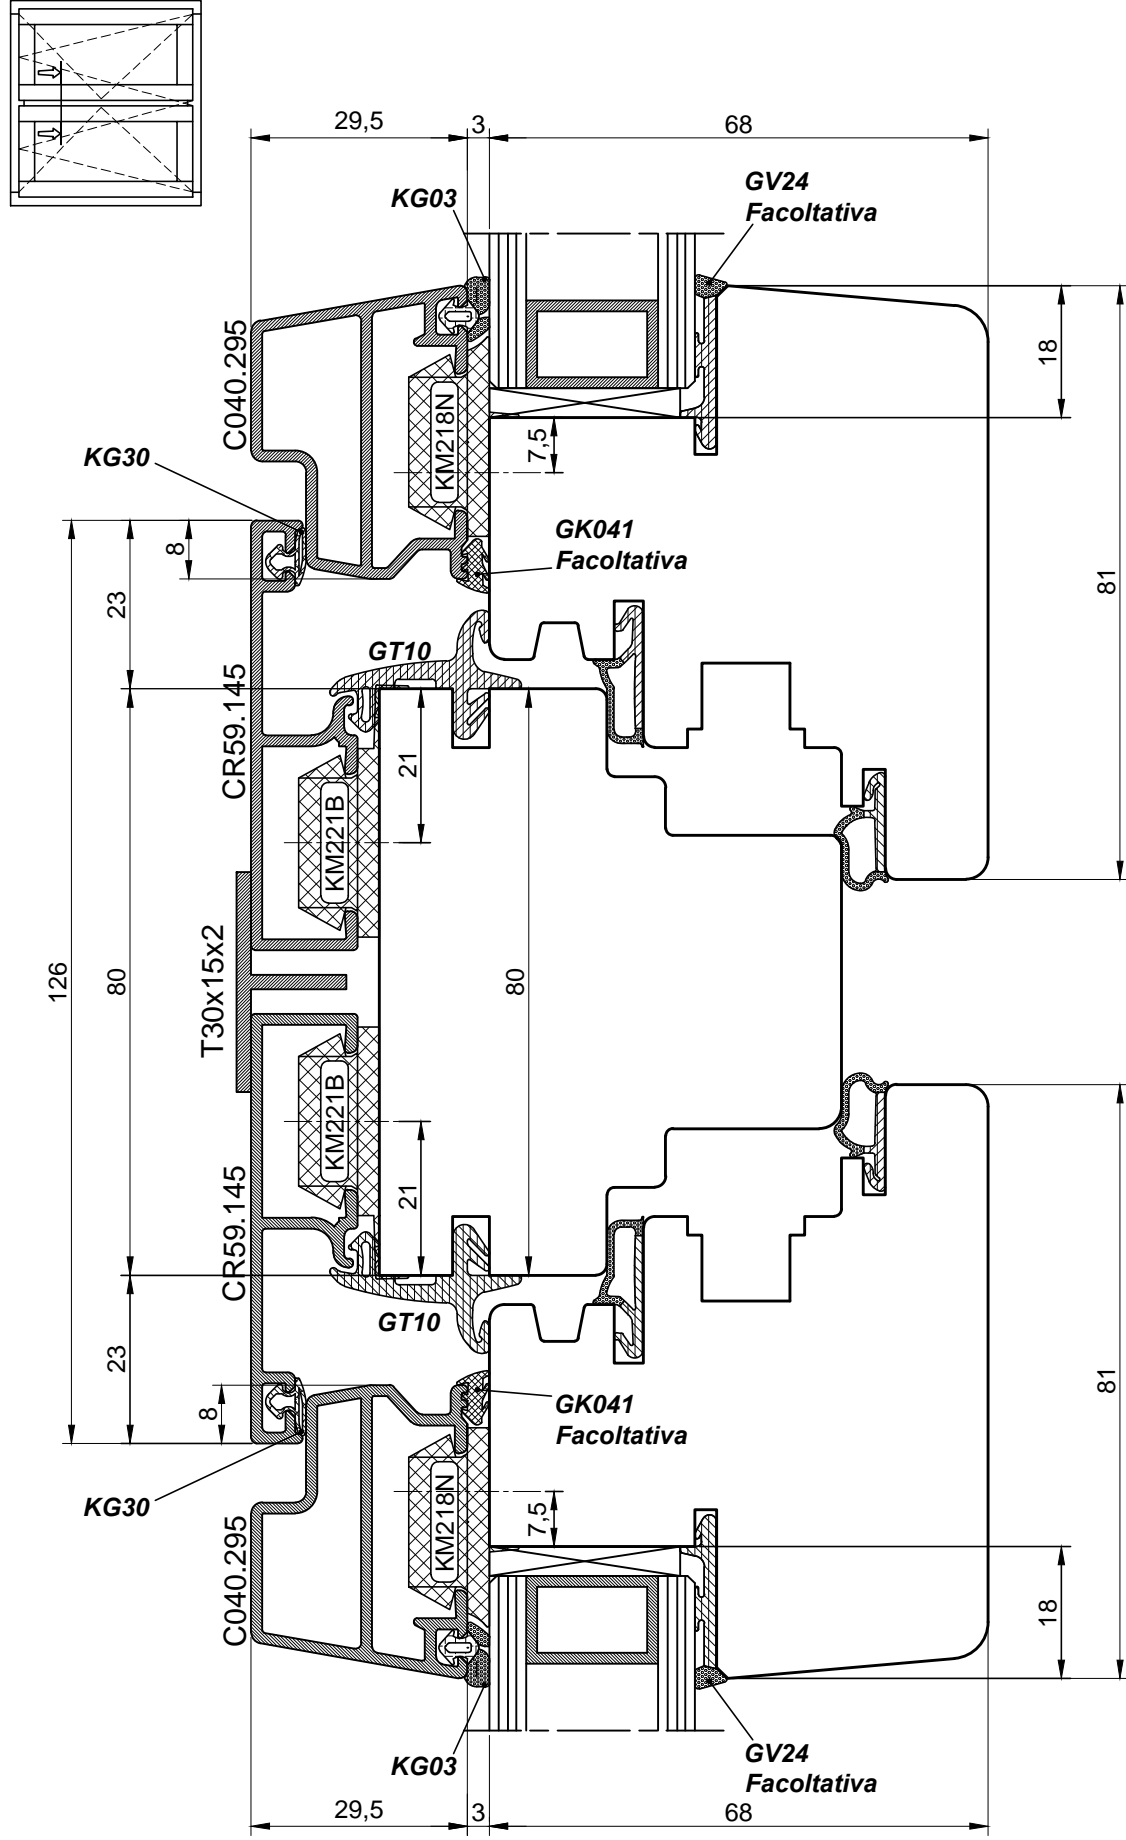 29,5
3
68
KG03
GV24
Facoltativa
C040.295
KM218N
7,5
18
KG30
8
GK041
Facoltativa
81
126
23
GT10
CR59.145
21
KM221B
T30x15x2
80
80
KM221B
21
CR59.145
GT10
23
8
GK041
Facoltativa
81
KG30
KM218N
7,5
C040.295
18
KG03
GV24
Facoltativa
29,5
3
68